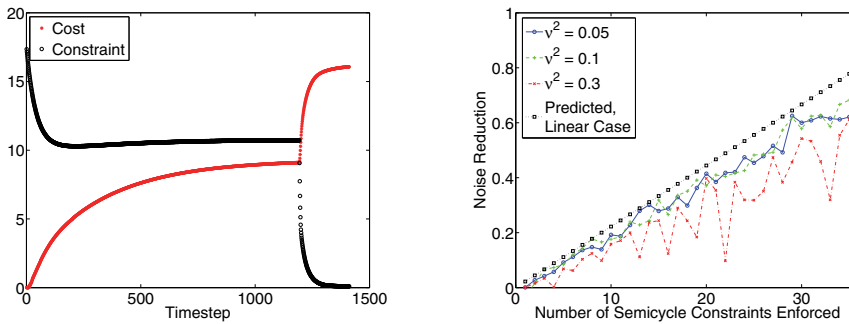 20
15
10
5
0
Cost
Constraint
0
500
1000
1500
Timestep
Noise Reduction
1
0.8
0.6
0.4
0.2
0
ν² = 0.05
ν² = 0.1
ν² = 0.3
Predicted,
Linear Case
0
10
20
30
Number of Semicycle Constraints Enforced